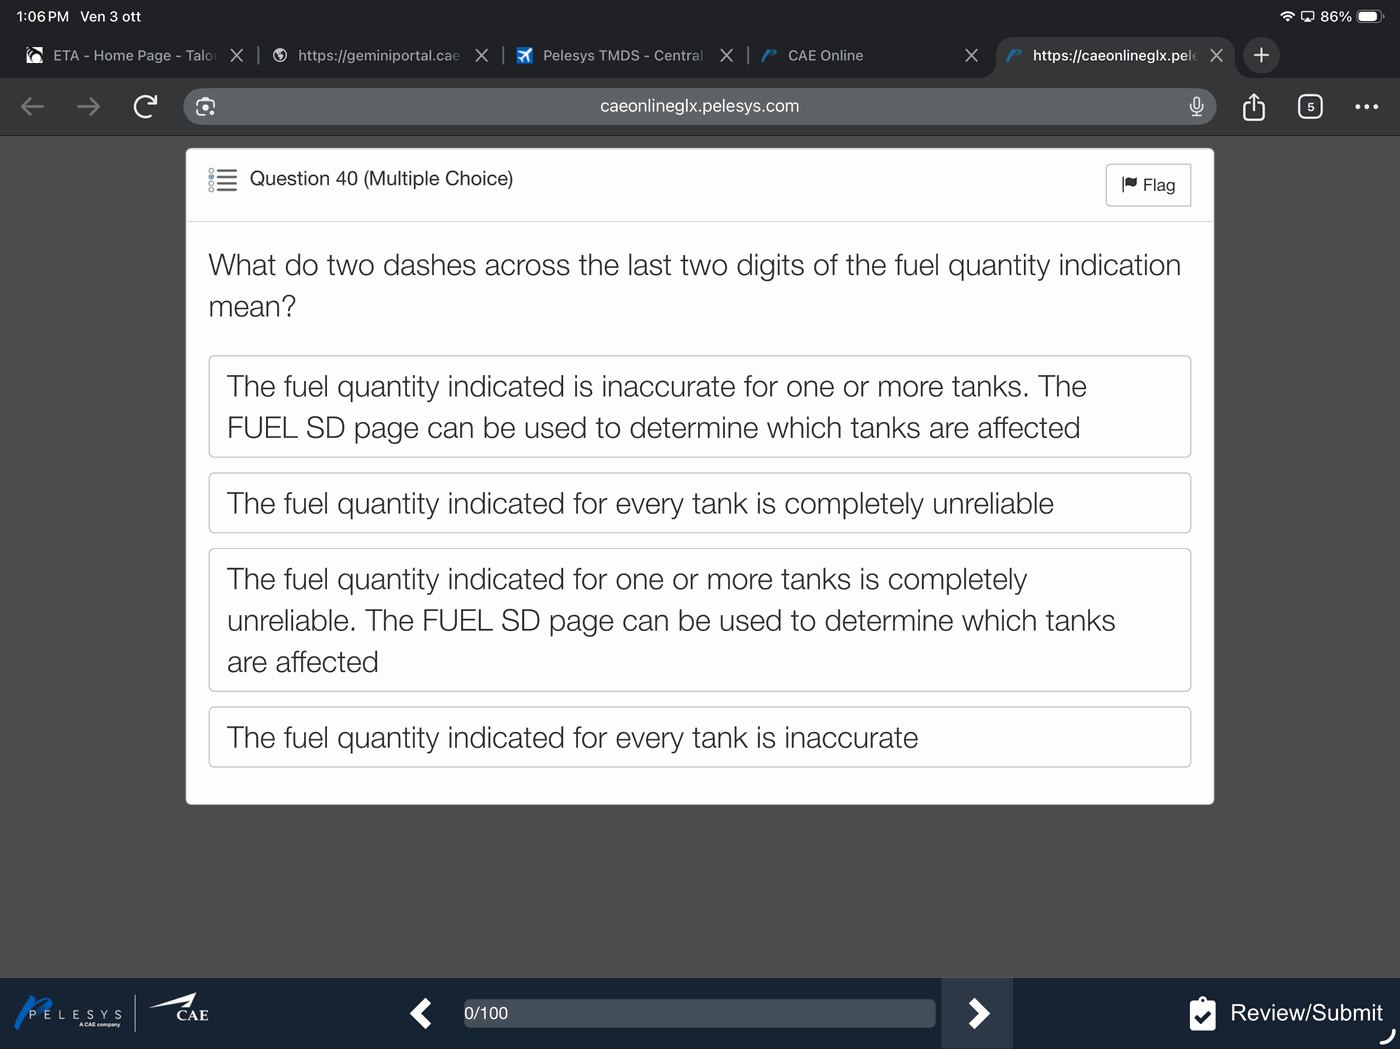 1:06 PM Ven 3 ott
86%
ETA - Home Page - Talo
https://geminiportal.cae
Pelesys TMDS - Central
CAE Online
https://caeonlineglx.pele
caeonlineglx.pelesys.com
5
Question 40 (Multiple Choice)
Flag
What do two dashes across the last two digits of the fuel quantity indication
mean?
The fuel quantity indicated is inaccurate for one or more tanks. The
FUEL SD page can be used to determine which tanks are affected
The fuel quantity indicated for every tank is completely unreliable
The fuel quantity indicated for one or more tanks is completely
unreliable. The FUEL SD page can be used to determine which tanks
are affected
The fuel quantity indicated for every tank is inaccurate
PELESYS
A CAE company
CAE
0/100
Review/Submit